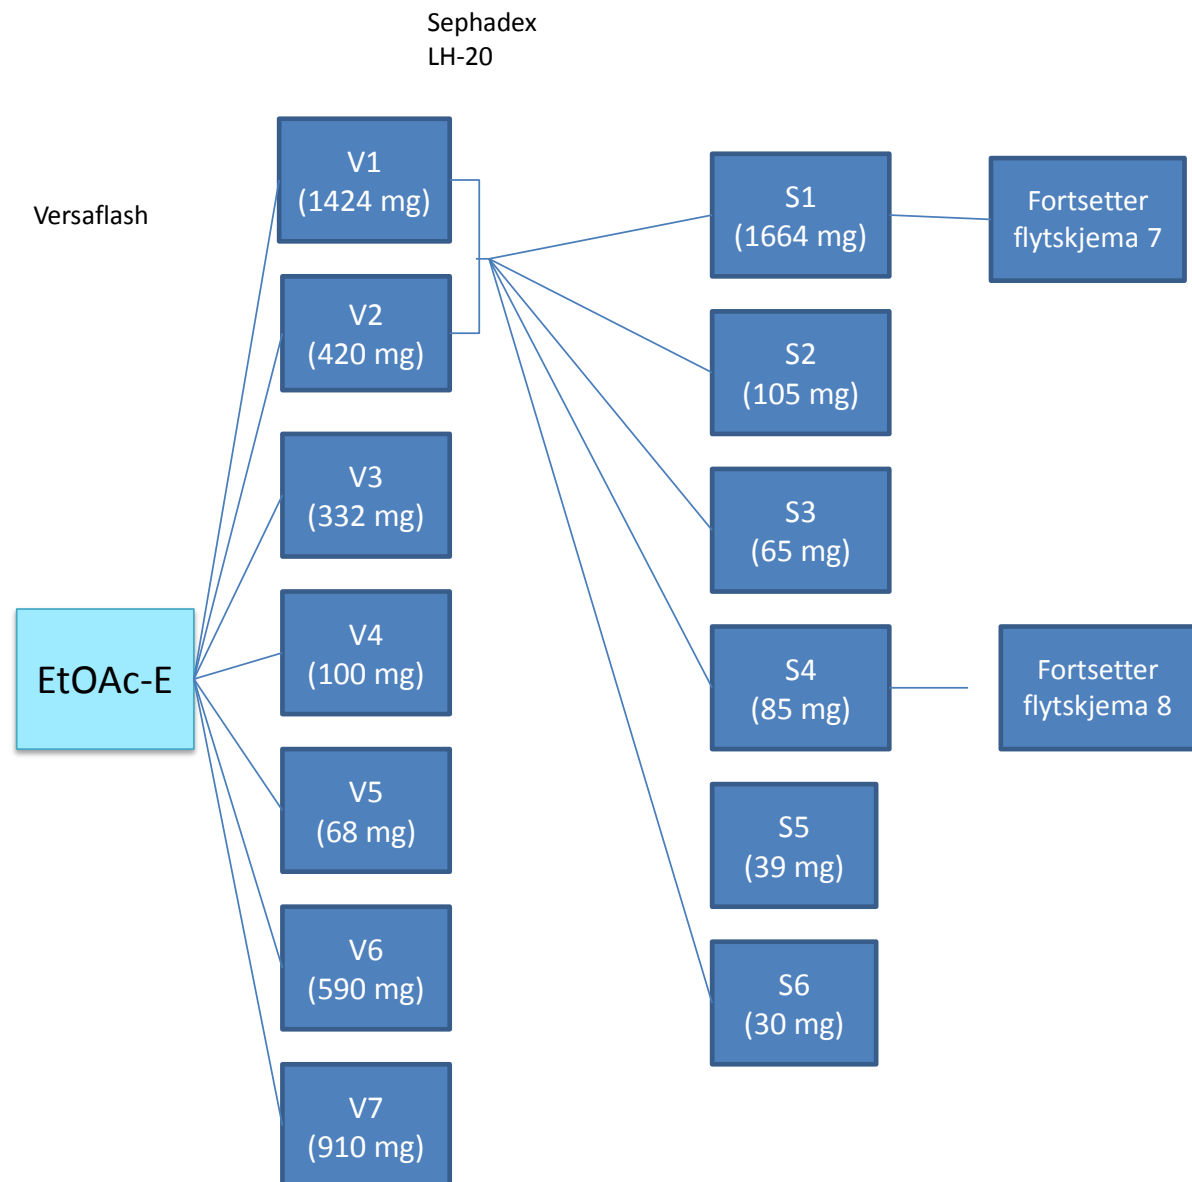 Sephadex
LH-20
Versaflash
V1
(1424 mg)
V2
(420 mg)
V3
(332 mg)
V4
(100 mg)
V5
(68 mg)
V6
(590 mg)
V7
(910 mg)
EtOAc-E
S1
(1664 mg)
S2
(105 mg)
S3
(65 mg)
S4
(85 mg)
S5
(39 mg)
S6
(30 mg)
Fortsetter
flytskjema 7
Fortsetter
flytskjema 8